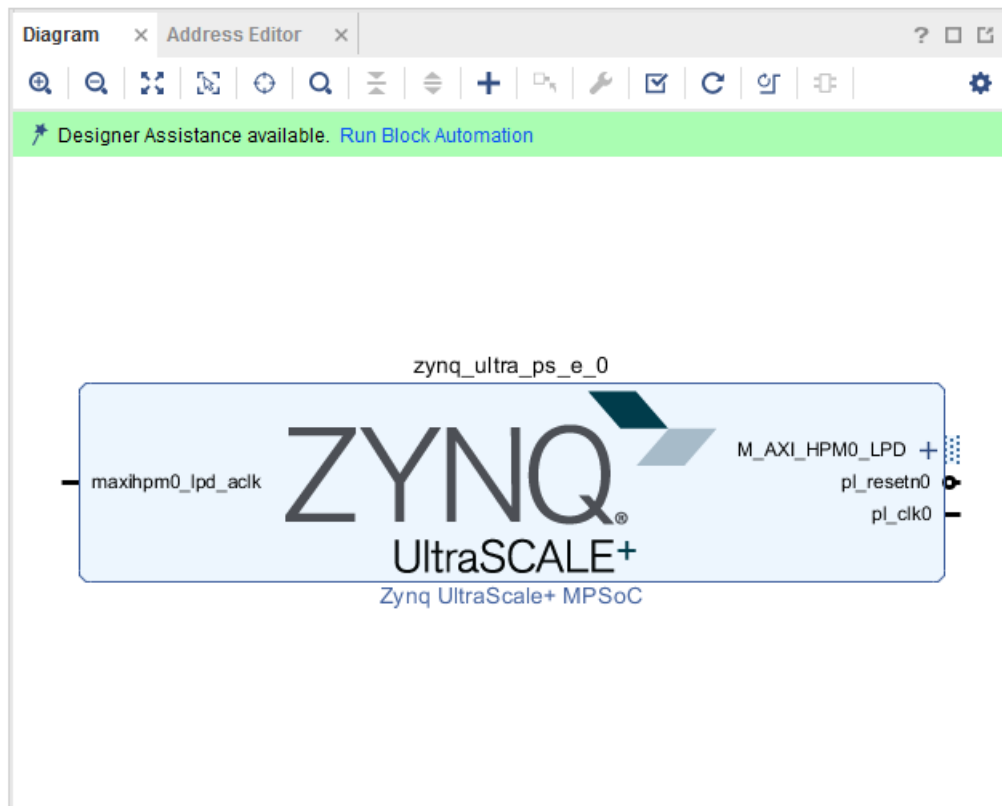 Diagram Address Editor
Designer Assistance available. Run Block Automation
zynq_ultra_ps_e_0
M_AXI_HPM0_LPD
maxihpm0_lpd_aclk
pl_resetn0
pl_clk0
ZYNQ®
UltraSCALE+
Zynq UltraScale+ MPSoC